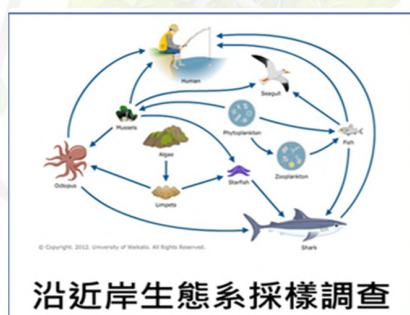 Human
Seagull
Mussels
Phytoplankton
Fish
Algae
Zooplankton
Octopus
Starfish
Limpets
Shark
© Copyright. 2012. University of Waikato. All Rights Reserved.
沿近岸生態系採樣調查